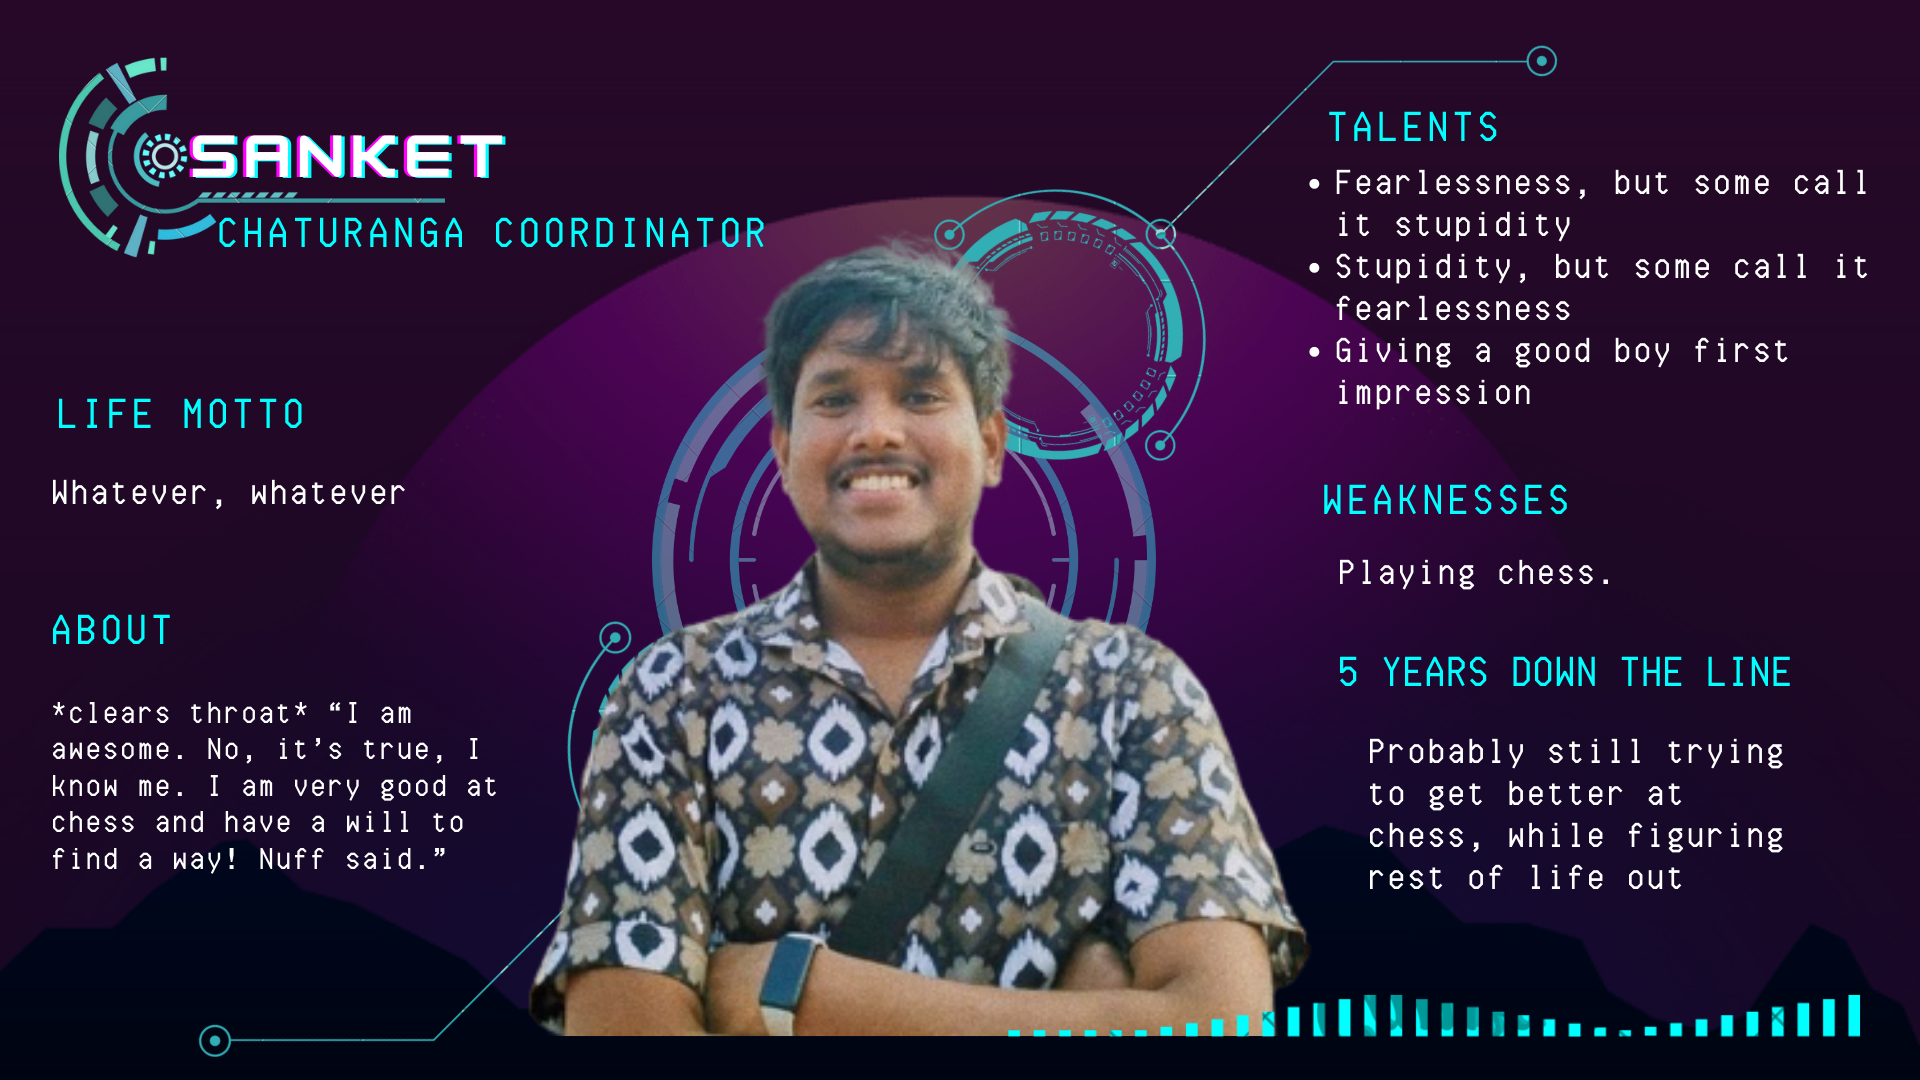 SANKET
CHATURANGA COORDINATOR
LIFE MOTTO
Whatever, whatever
ABOUT
*clears throat* “I am
awesome. No, it’s true, I
know me. I am very good at
chess and have a will to
find a way! Nuff said.”
TALENTS
• Fearlessness, but some call
it stupidity
• Stupidity, but some call it
fearlessness
• Giving a good boy first
impression
WEAKNESSES
Playing chess.
5 YEARS DOWN THE LINE
Probably still trying
to get better at
chess, while figuring
rest of life out